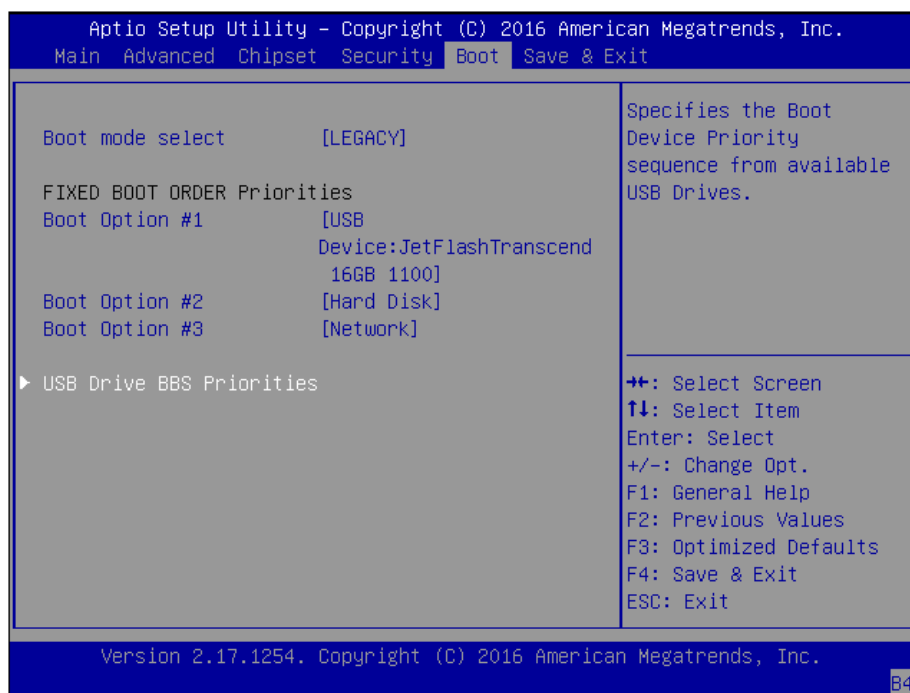 Aptio Setup Utility – Copyright (C) 2016 American Megatrends, Inc.
Main Advanced Chipset Security Boot Save & Exit
Boot mode select [LEGACY]
FIXED BOOT ORDER Priorities
Boot Option #1 [USB
Device:JetFlashTranscend
16GB 1100]
Boot Option #2 [Hard Disk]
Boot Option #3 [Network]
▶ USB Drive BBS Priorities
Specifies the Boot
Device Priority
sequence from available
USB Drives.
→←: Select Screen
↑↓: Select Item
Enter: Select
+/-: Change Opt.
F1: General Help
F2: Previous Values
F3: Optimized Defaults
F4: Save & Exit
ESC: Exit
Version 2.17.1254. Copyright (C) 2016 American Megatrends, Inc.
B4